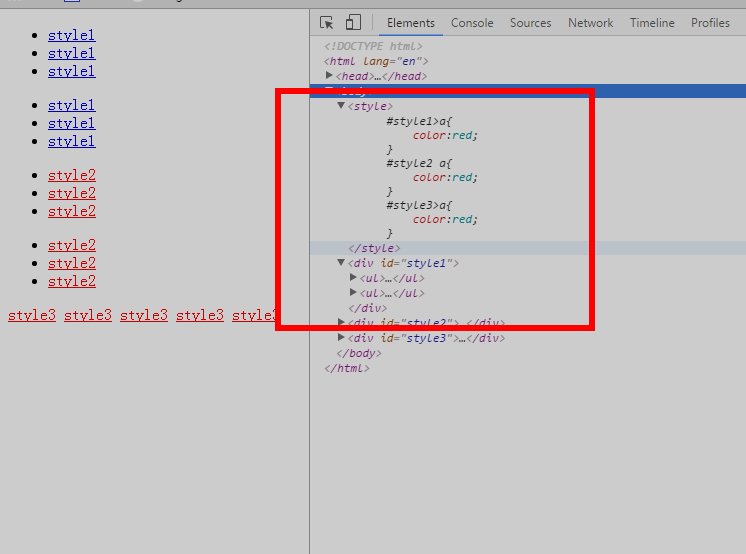 Elements Console Sources Network Timeline Profiles
style1
style1
style1
style1
style1
style1
style2
style2
style2
style2
style2
style2
style3 style3 style3 style3 style3
<!DOCTYPE html>
<html lang="en">
<head>…</head>
<style>
#style1>a{
color:red;
}
#style2 a{
color:red;
}
#style3>a{
color:red;
}
</style>
<div id="style1">
<ul>…</ul>
<ul>…</ul>
</div>
<div id="style2">…</div>
<div id="style3">…</div>
</body>
</html>